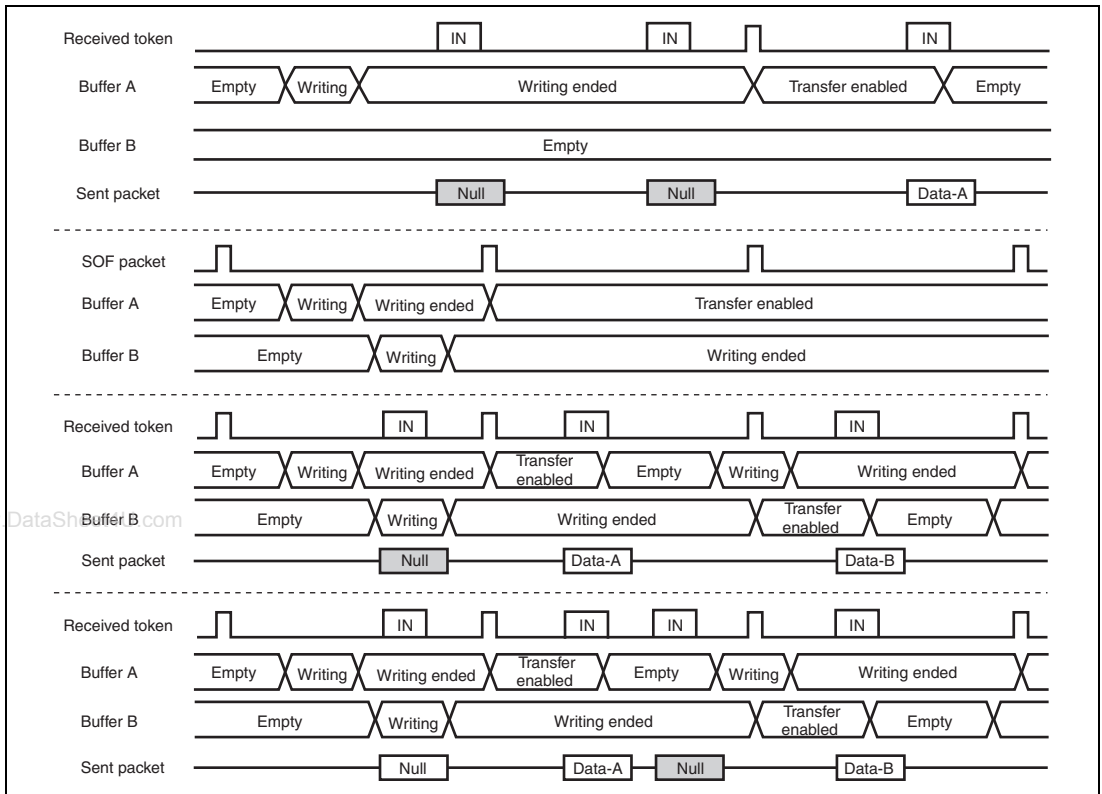 Received token IN IN IN
Buffer A Empty Writing Writing ended Transfer enabled Empty
Buffer B Empty
Sent packet Null Null Data-A
SOF packet
Buffer A Empty Writing Writing ended Transfer enabled
Buffer B Empty Writing Writing ended
Received token IN IN IN
Buffer A Empty Writing Writing ended Transfer enabled Empty Writing Writing ended
Buffer B Empty Writing Writing ended Transfer enabled Empty
Sent packet Null Data-A Data-B
Received token IN IN IN IN
Buffer A Empty Writing Writing ended Transfer enabled Empty Writing Writing ended
Buffer B Empty Writing Writing ended Transfer enabled Empty
Sent packet Null Data-A Null Data-B